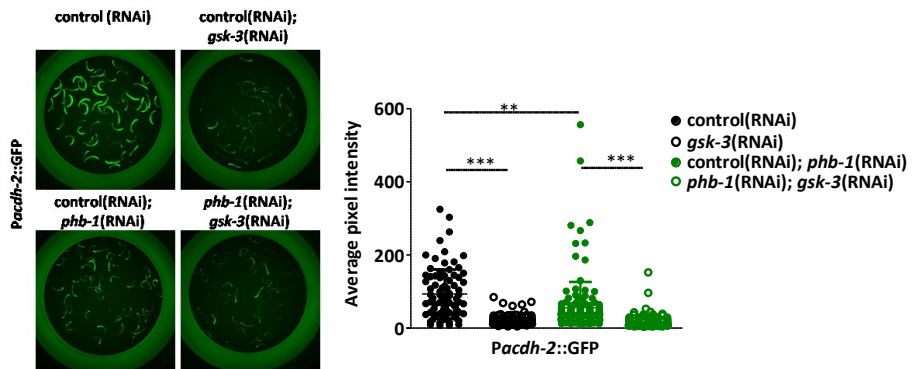 control (RNAi)
control(RNAi);
gsk-3(RNAi)
Pacdh-2::GFP
control(RNAi);
phb-1(RNAi)
phb-1(RNAi);
gsk-3(RNAi)
Average pixel intensity
600
400
200
0
**
***
***
Pacdh-2::GFP
control(RNAi)
gsk-3(RNAi)
control(RNAi); phb-1(RNAi)
phb-1(RNAi); gsk-3(RNAi)